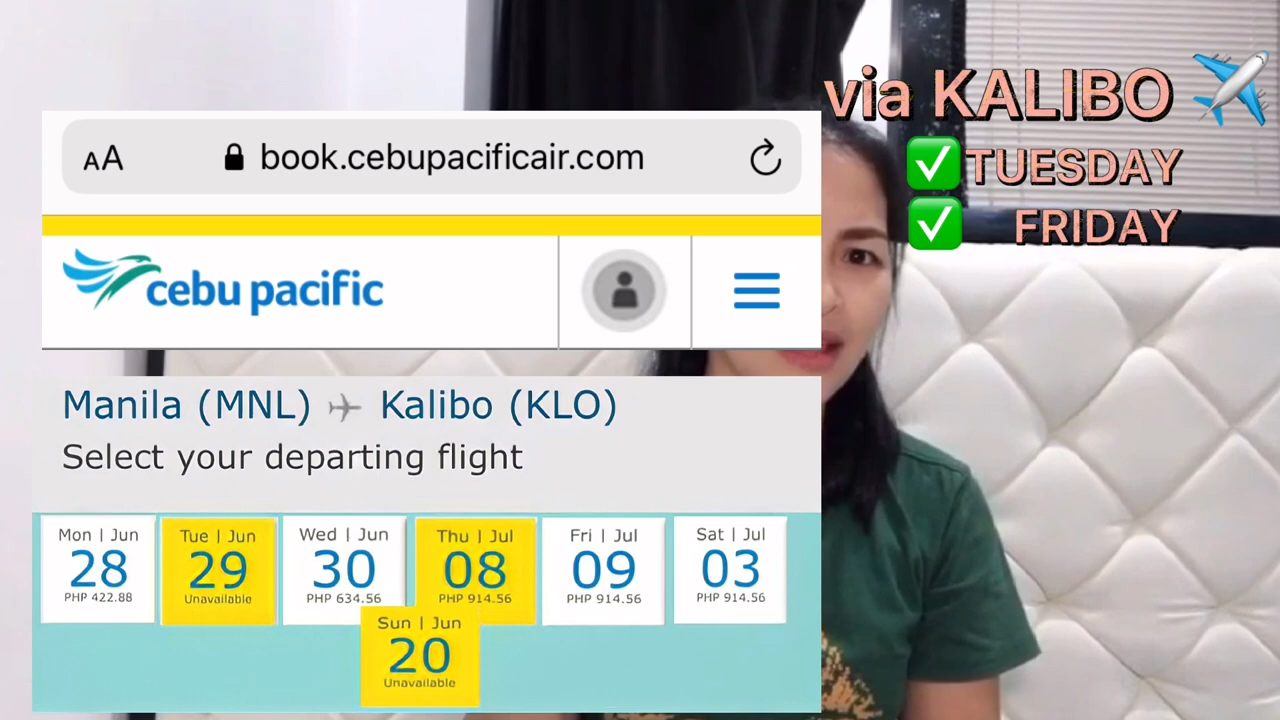 via KALIBO
TUESDAY
FRIDAY
AA book.cebupacificair.com
cebu pacific
Manila (MNL) Kalibo (KLO)
Select your departing flight
Mon | Jun
28
PHP 422.88
Tue | Jun
29
Unavailable
Wed | Jun
30
PHP 634.56
Thu | Jul
08
PHP 914.56
Fri | Jul
09
PHP 914.56
Sat | Jul
03
PHP 914.56
Sun | Jun
20
Unavailable